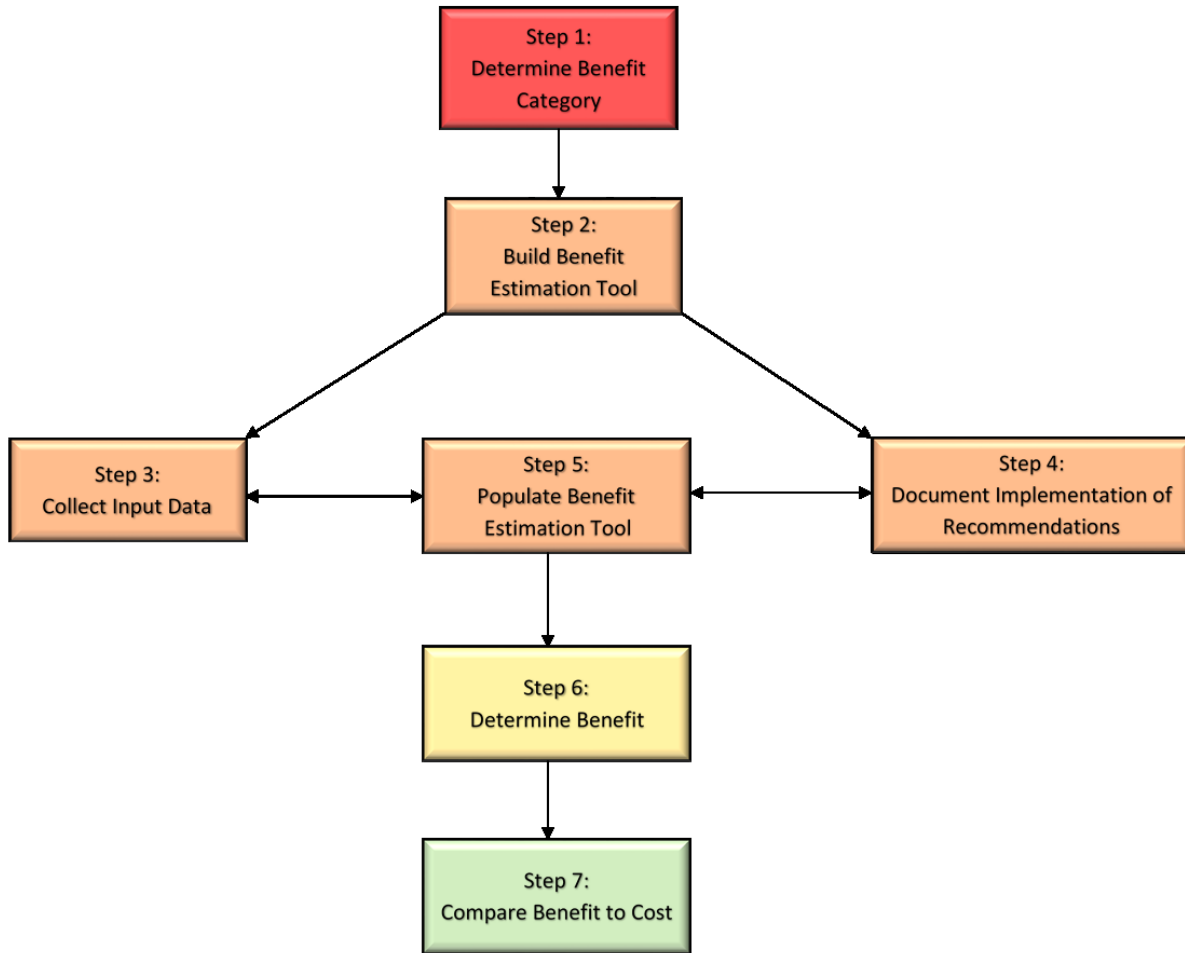 Step 1:
Determine Benefit
Category
Step 2:
Build Benefit
Estimation Tool
Step 3:
Collect Input Data
Step 5:
Populate Benefit
Estimation Tool
Step 4:
Document Implementation of
Recommendations
Step 6:
Determine Benefit
Step 7:
Compare Benefit to Cost